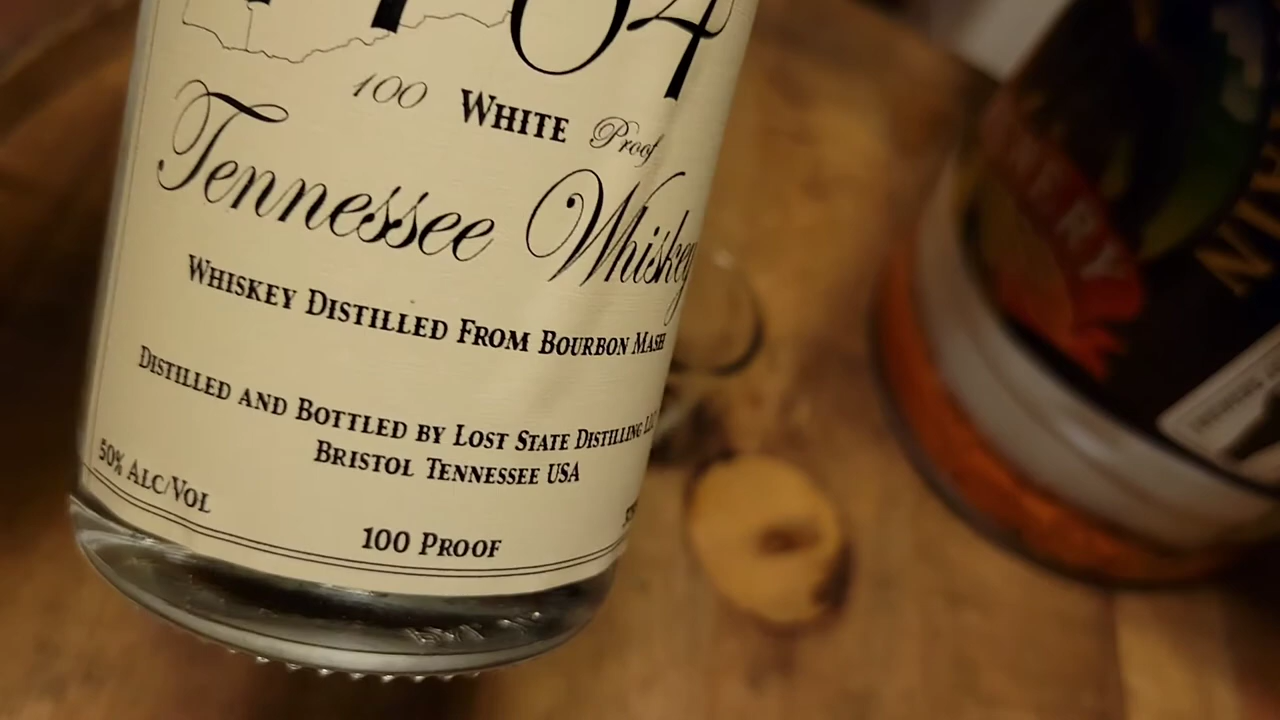 100 WHITE Proof
Tennessee Whiskey
WHISKEY DISTILLED FROM BOURBON MASH
DISTILLED AND BOTTLED BY LOST STATE DISTILLING LLC
BRISTOL TENNESSEE USA
50% ALC/VOL
100 PROOF